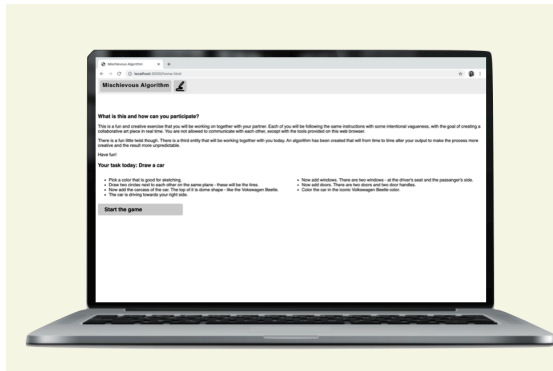 Mischievous Algorithm
localhost:3000/home.html
Mischievous Algorithm
What is this and how can you participate?
This is a fun and creative exercise that you will be working on together with your partner. Each of you will be following the same instructions with some intentional vagueness, with the goal of creating a
collaborative art piece in real time. You are not allowed to communicate with each other, except with the tools provided on this web browser.
There is a fun little twist though. There is a third entity that will be working together with you today. An algorithm has been created that will from time to time alter your output to make the process more
creative and the result more unpredictable.
Have fun!
Your task today: Draw a car
Pick a color that is good for sketching.
Draw two circles next to each other on the same plane - these will be the tires.
Now add the carcase of the car. The top of it is dome shape - like the Vokswagen Beetle.
The car is driving towards your right side.
Now add windows. There are two windows - at the driver's seat and the passanger's side.
Now add doors. There are two doors and two door handles.
Color the car in the iconic Volkswagen Beetle color.
Start the game